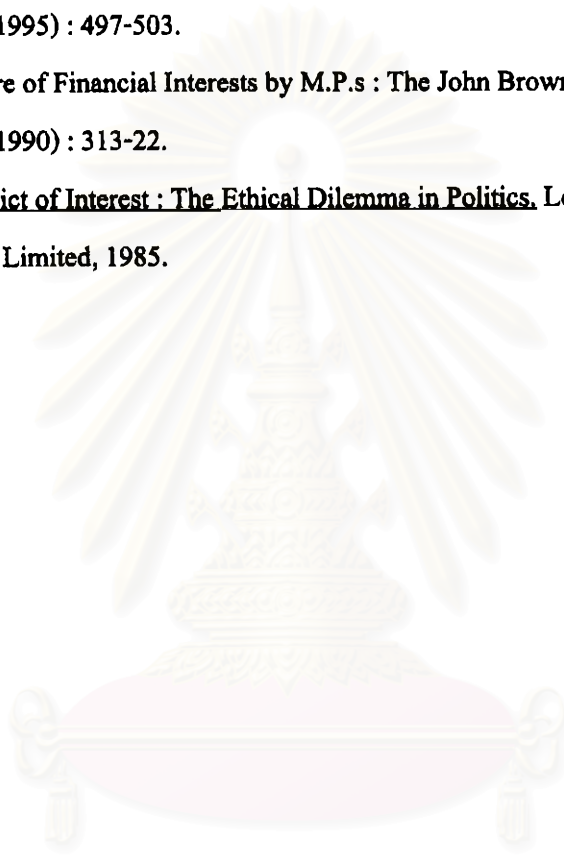 1995) : 497-503.
re of Financial Interests by M.P.s : The John Brown
1990) : 313-22.
ict of Interest : The Ethical Dilemma in Politics. L
Limited, 1985.